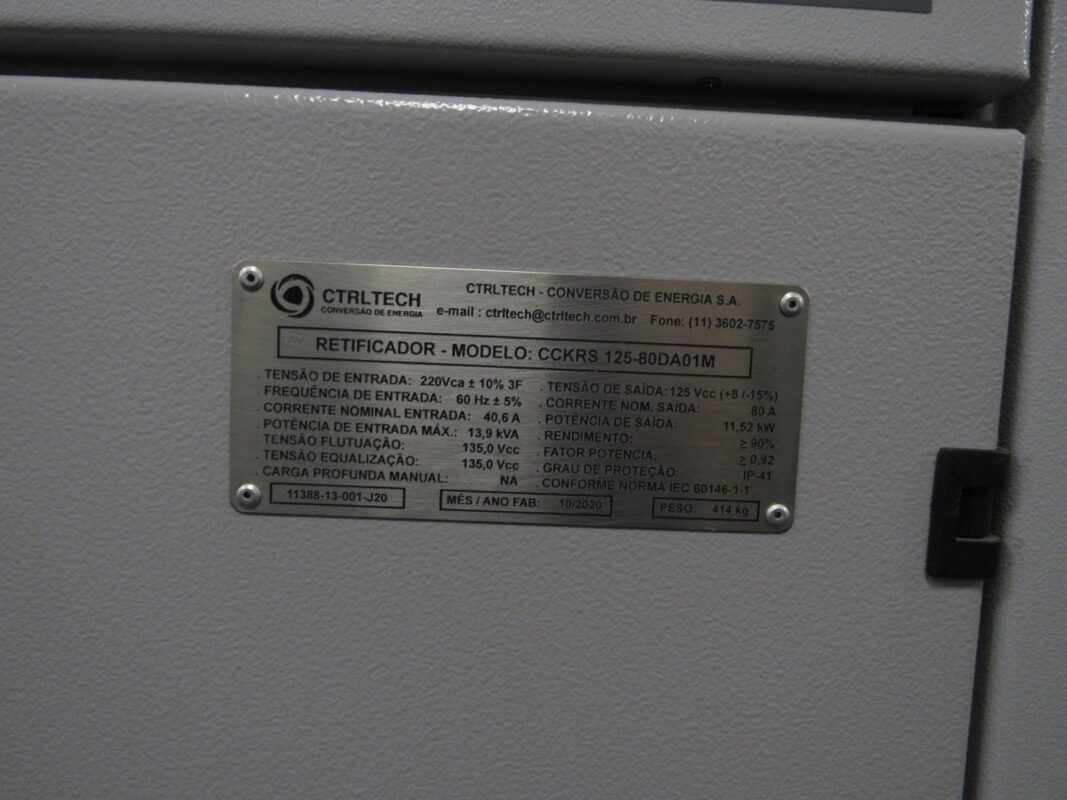 CTRLTECH
CONVERSÃO DE ENERGIA
CTRLTECH - CONVERSÃO DE ENERGIA S.A.
e-mail : ctrltech@ctrltech.com.br Fone: (11) 3602-7575
RETIFICADOR - MODELO: CCKRS 125-80DA01M
. TENSÃO DE ENTRADA: 220Vca ± 10% 3F
. FREQUÊNCIA DE ENTRADA: 60 Hz ± 5%
. CORRENTE NOMINAL ENTRADA: 40,6 A
. POTÊNCIA DE ENTRADA MÁX.: 13,9 kVA
. TENSÃO FLUTUAÇÃO: 135,0 Vcc
. TENSÃO EQUALIZAÇÃO: 135,0 Vcc
. CARGA PROFUNDA MANUAL: NA
. TENSÃO DE SAÍDA: 125 Vcc (+8 /-15%)
. CORRENTE NOM. SAÍDA: 80 A
. POTÊNCIA DE SAÍDA: 11,52 kW
. RENDIMENTO: ≥ 90%
. FATOR POTENCIA: ≥ 0,92
. GRAU DE PROTEÇÃO: IP-41
. CONFORME NORMA IEC 60146-1-1
11388-13-001-J20
MÊS / ANO FAB: 10/2020
PESO: 414 kg